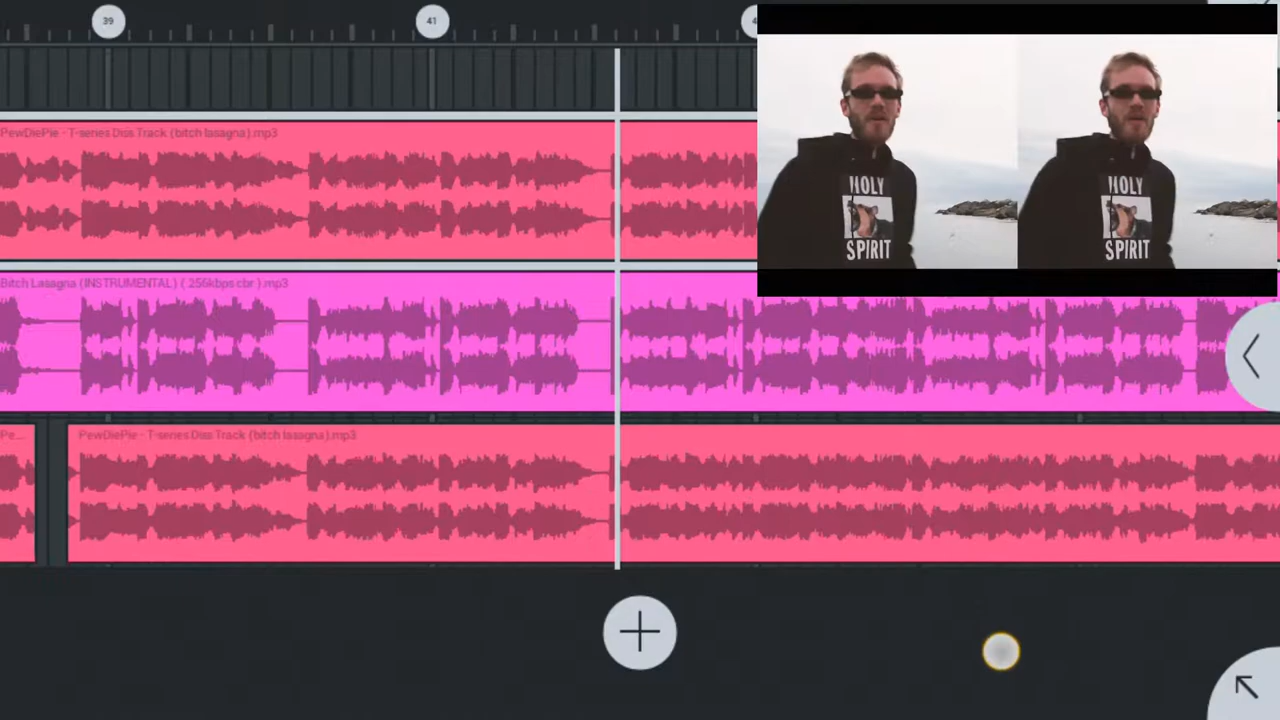 39
41
PewDiePie - T-series Diss Track (bitch lasagna).mp3
HOLY
SPIRIT
HOLY
SPIRIT
Bitch Lasagna (INSTRUMENTAL) ( 256kbps cbr ).mp3
Pe...
PewDiePie - T-series Diss Track (bitch lasagna).mp3